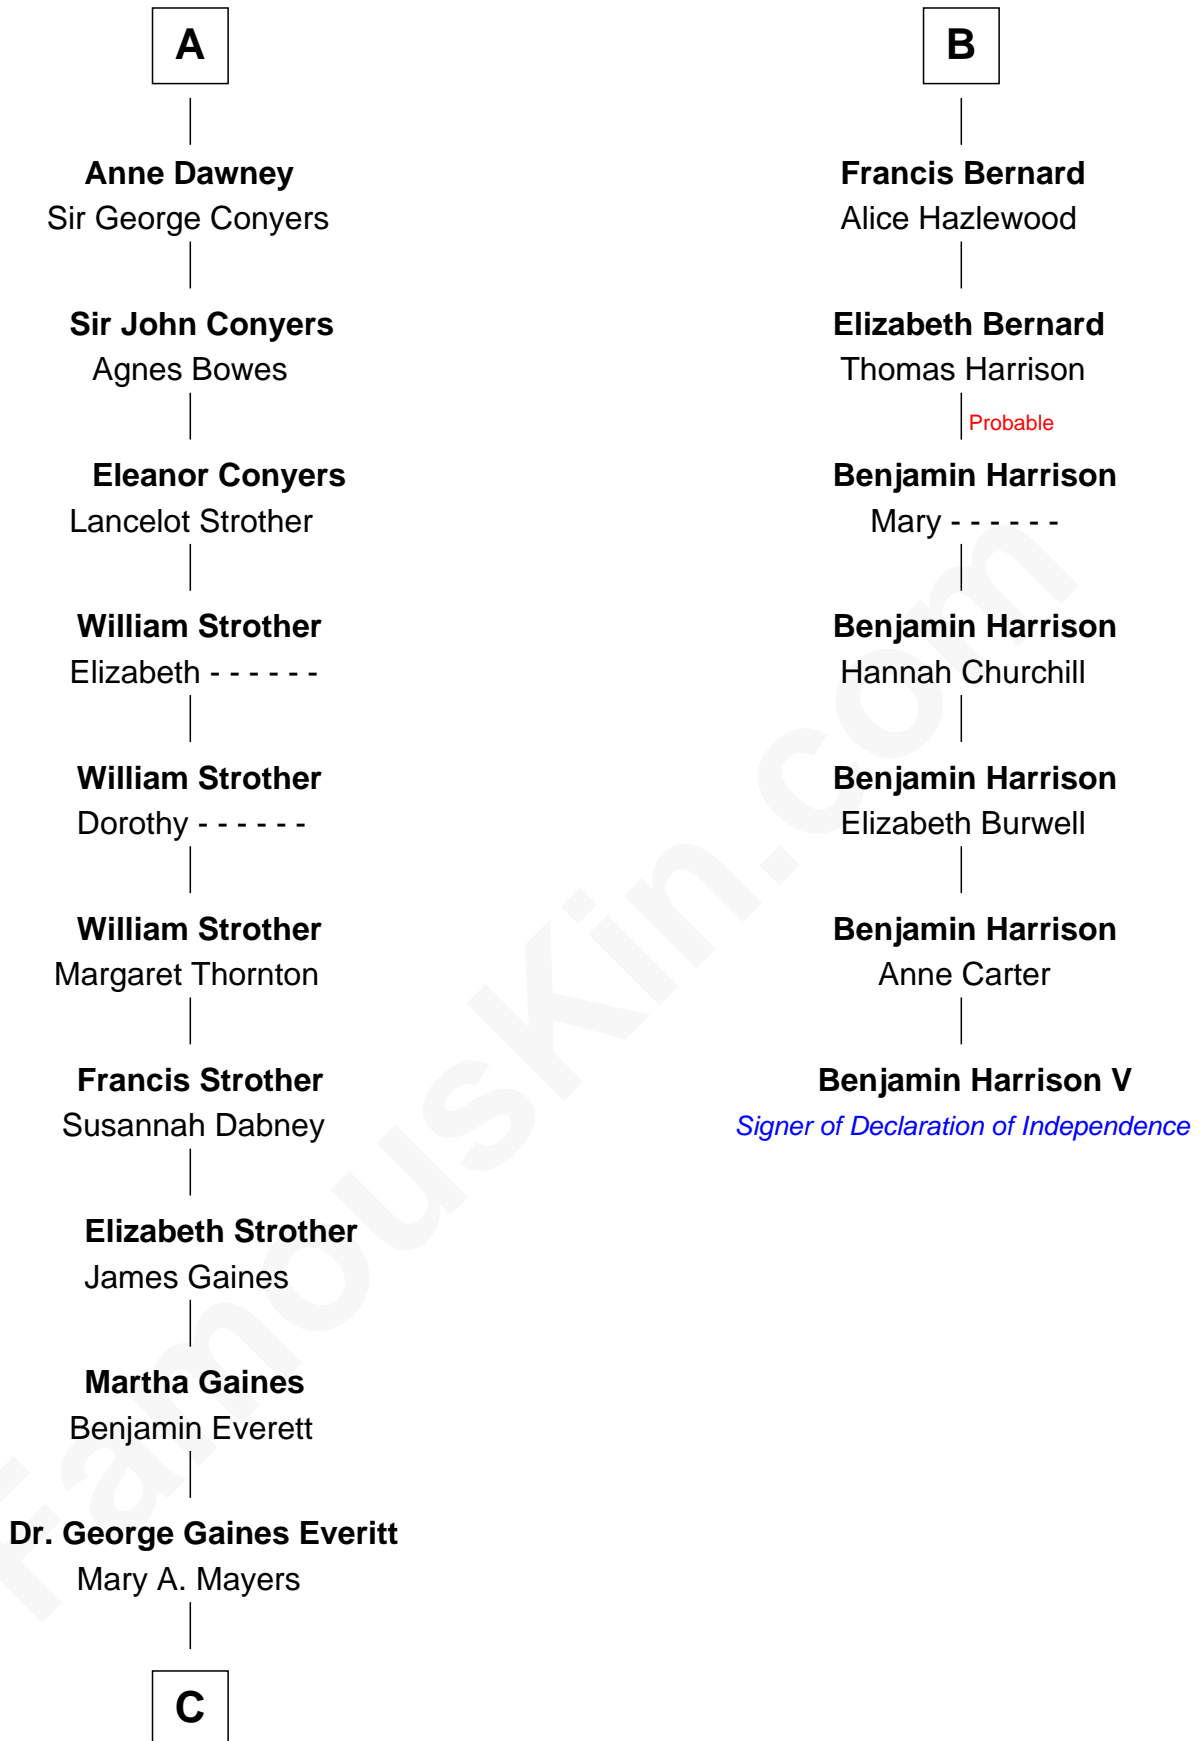 A
Anne Dawney
Sir George Conyers
Sir John Conyers
Agnes Bowes
Eleanor Conyers
Lancelot Strother
William Strother
Elizabeth - - - - - -
William Strother
Dorothy - - - - - -
William Strother
Margaret Thornton
Francis Strother
Susannah Dabney
Elizabeth Strother
James Gaines
Martha Gaines
Benjamin Everett
Dr. George Gaines Everitt
Mary A. Mayers
C
B
Francis Bernard
Alice Hazlewood
Elizabeth Bernard
Thomas Harrison
Probable
Benjamin Harrison
Mary - - - - - -
Benjamin Harrison
Hannah Churchill
Benjamin Harrison
Elizabeth Burwell
Benjamin Harrison
Anne Carter
Benjamin Harrison V
Signer of Declaration of Independence
FamousKin.com